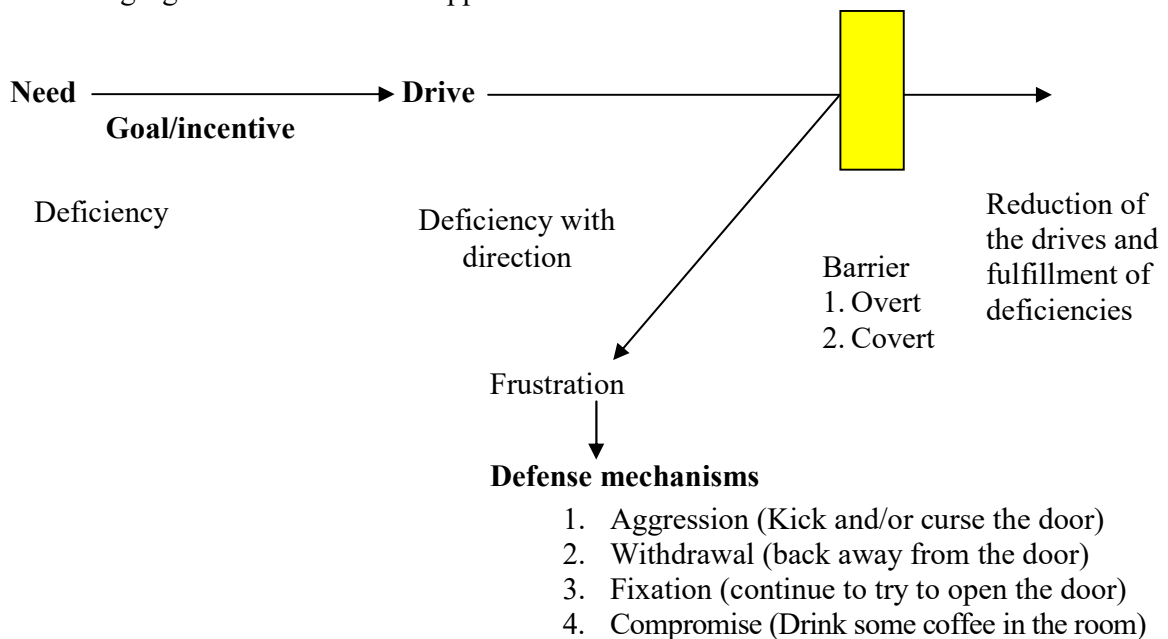 Need
Drive
Goal/incentive
Deficiency
Deficiency with
direction
Barrier
1. Overt
2. Covert
Reduction of
the drives and
fulfillment of
deficiencies
Frustration
Defense mechanisms
1. Aggression (Kick and/or curse the door)
2. Withdrawal (back away from the door)
3. Fixation (continue to try to open the door)
4. Compromise (Drink some coffee in the room)